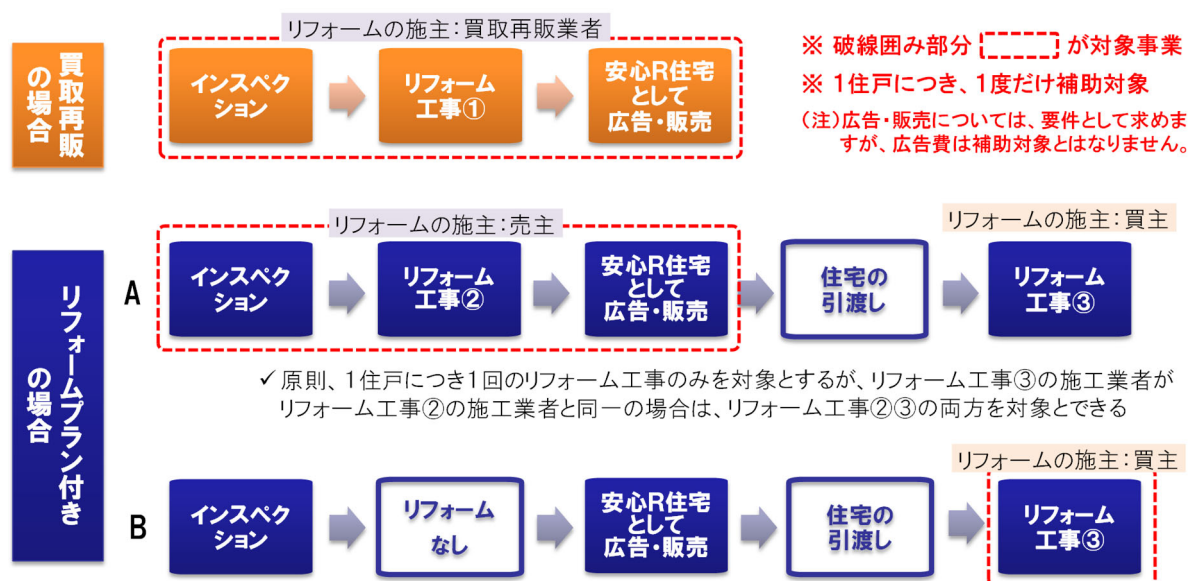 リフォームの施主:買取再販業者
買取再販
の場合
インスペク
ション
リフォーム
工事①
安心R住宅
として
広告・販売
※ 破線囲み部分 が対象事業
※ 1住戸につき、1度だけ補助対象
(注)広告・販売については、要件として求めま
すが、広告費は補助対象とはなりません。
リフォームプラン付き
の場合
リフォームの施主:売主
リフォームの施主:買主
A
インスペク
ション
リフォーム
工事②
安心R住宅
として
広告・販売
住宅の
引渡し
リフォーム
工事③
✓原則、1住戸につき1回のリフォーム工事のみを対象とするが、リフォーム工事③の施工業者が
リフォーム工事②の施工業者と同一の場合は、リフォーム工事②③の両方を対象とできる
リフォームの施主:買主
B
インスペク
ション
リフォーム
なし
安心R住宅
として
広告・販売
住宅の
引渡し
リフォーム
工事③